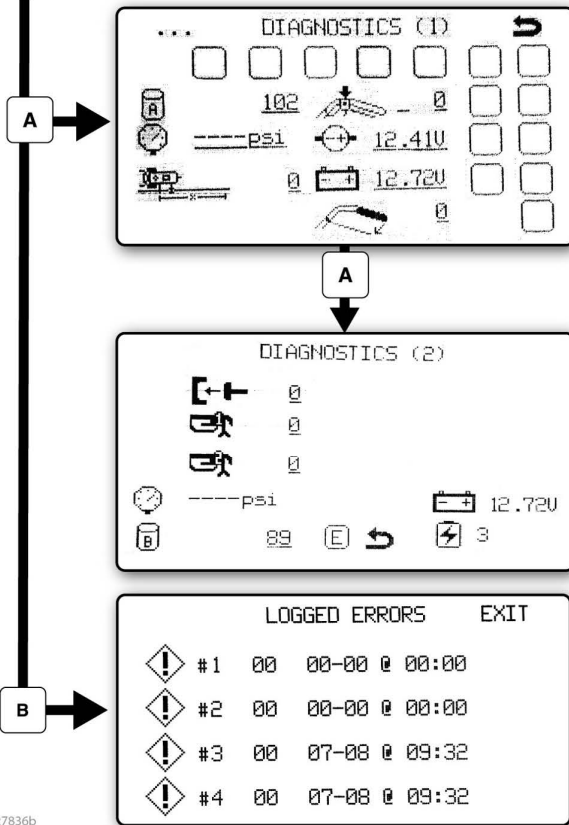 ... DIAGNOSTICS (1)
A
A 102 _ 0
----psi 12.41V
x 0 - + 12.72V
0
A
DIAGNOSTICS (2)
0
0
0
----psi - + 12.72V
B 89 E 3
LOGGED ERRORS EXIT
! #1 00 00-00 @ 00:00
! #2 00 00-00 @ 00:00
B
! #3 00 07-08 @ 09:32
! #4 00 07-08 @ 09:32
7836b